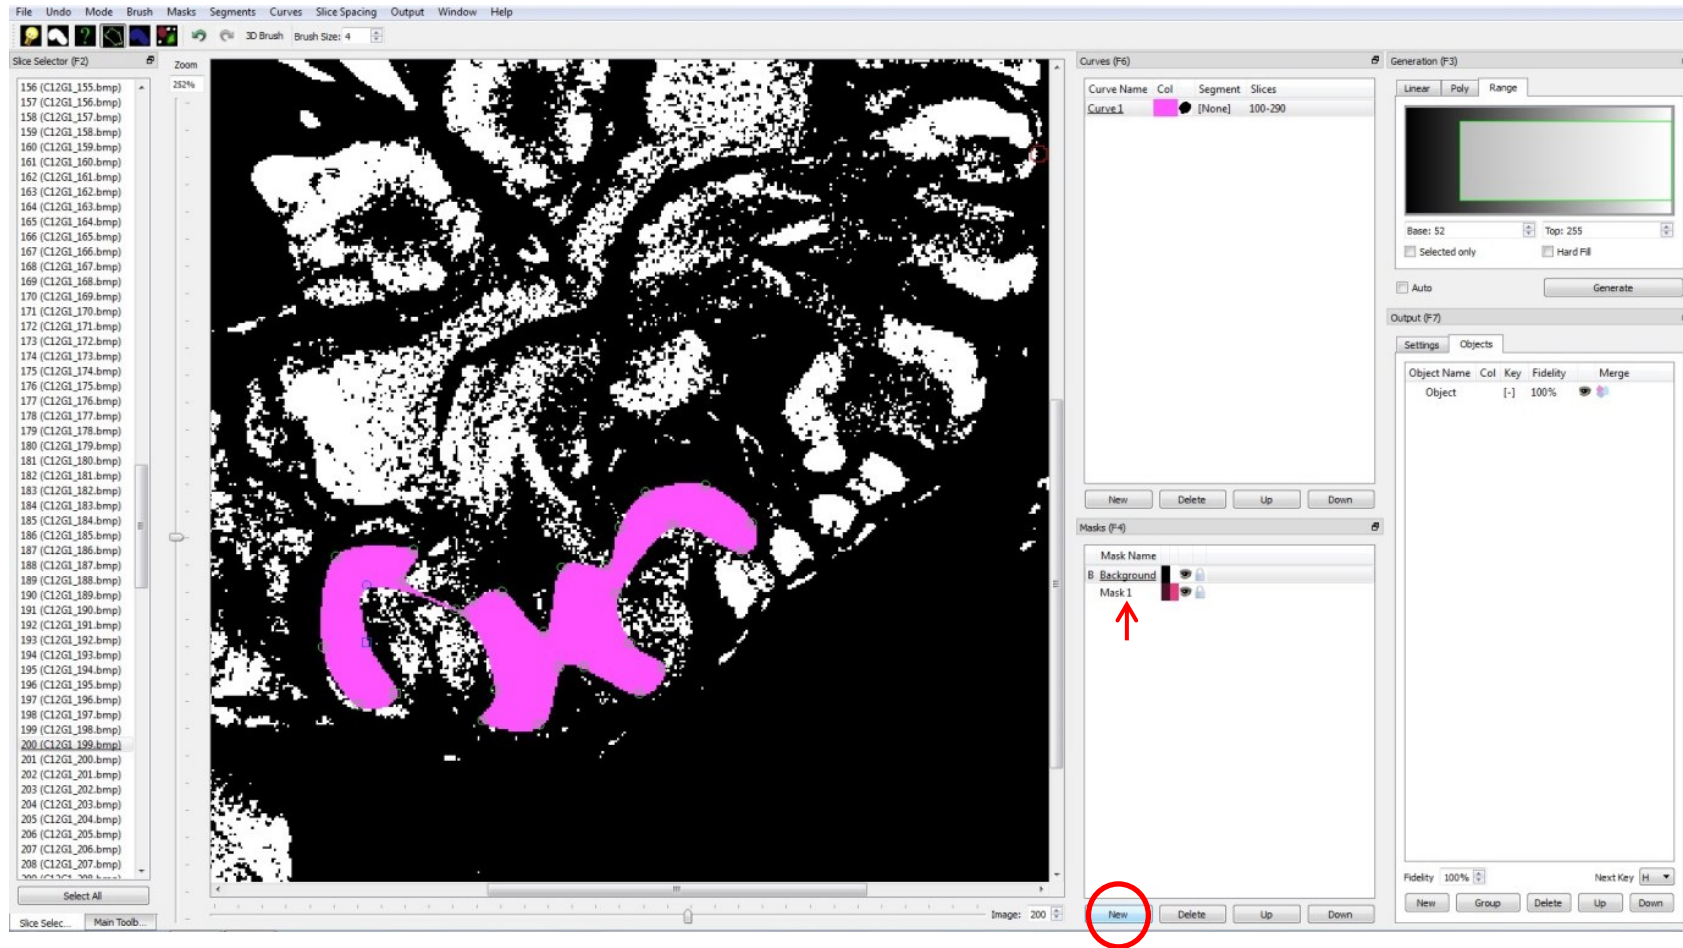 File Undo Mode Brush Masks Segments Curves Slice Spacing Output Window Help
3D Brush Brush Size: 4
Slice Selector (F2)
156 (C12G1_155.bmp)
157 (C12G1_156.bmp)
158 (C12G1_157.bmp)
159 (C12G1_158.bmp)
160 (C12G1_159.bmp)
161 (C12G1_160.bmp)
162 (C12G1_161.bmp)
163 (C12G1_162.bmp)
164 (C12G1_163.bmp)
165 (C12G1_164.bmp)
166 (C12G1_165.bmp)
167 (C12G1_166.bmp)
168 (C12G1_167.bmp)
169 (C12G1_168.bmp)
170 (C12G1_169.bmp)
171 (C12G1_170.bmp)
172 (C12G1_171.bmp)
173 (C12G1_172.bmp)
174 (C12G1_173.bmp)
175 (C12G1_174.bmp)
176 (C12G1_175.bmp)
177 (C12G1_176.bmp)
178 (C12G1_177.bmp)
179 (C12G1_178.bmp)
180 (C12G1_179.bmp)
181 (C12G1_180.bmp)
182 (C12G1_181.bmp)
183 (C12G1_182.bmp)
184 (C12G1_183.bmp)
185 (C12G1_184.bmp)
186 (C12G1_185.bmp)
187 (C12G1_186.bmp)
188 (C12G1_187.bmp)
189 (C12G1_188.bmp)
190 (C12G1_189.bmp)
191 (C12G1_190.bmp)
192 (C12G1_191.bmp)
193 (C12G1_192.bmp)
194 (C12G1_193.bmp)
195 (C12G1_194.bmp)
196 (C12G1_195.bmp)
197 (C12G1_196.bmp)
198 (C12G1_197.bmp)
199 (C12G1_198.bmp)
200 (C12G1_199.bmp)
201 (C12G1_200.bmp)
202 (C12G1_201.bmp)
203 (C12G1_202.bmp)
204 (C12G1_203.bmp)
205 (C12G1_204.bmp)
206 (C12G1_205.bmp)
207 (C12G1_206.bmp)
208 (C12G1_207.bmp)
Select All
Slice Selec... Main Toolb...
Zoom
252%
Image: 200
Curves (F6)
Curve Name Col Segment Slices
Curve 1 [None] 100-290
New Delete Up Down
Masks (F4)
Mask Name
B Background
Mask 1
New Delete Up Down
Generation (F3)
Linear Poly Range
Base: 52 Top: 255
Selected only Hard Fill
Auto Generate
Output (F7)
Settings Objects
Object Name Col Key Fidelity Merge
Object [-] 100%
Fidelity 100% Next Key H
New Group Delete Up Down